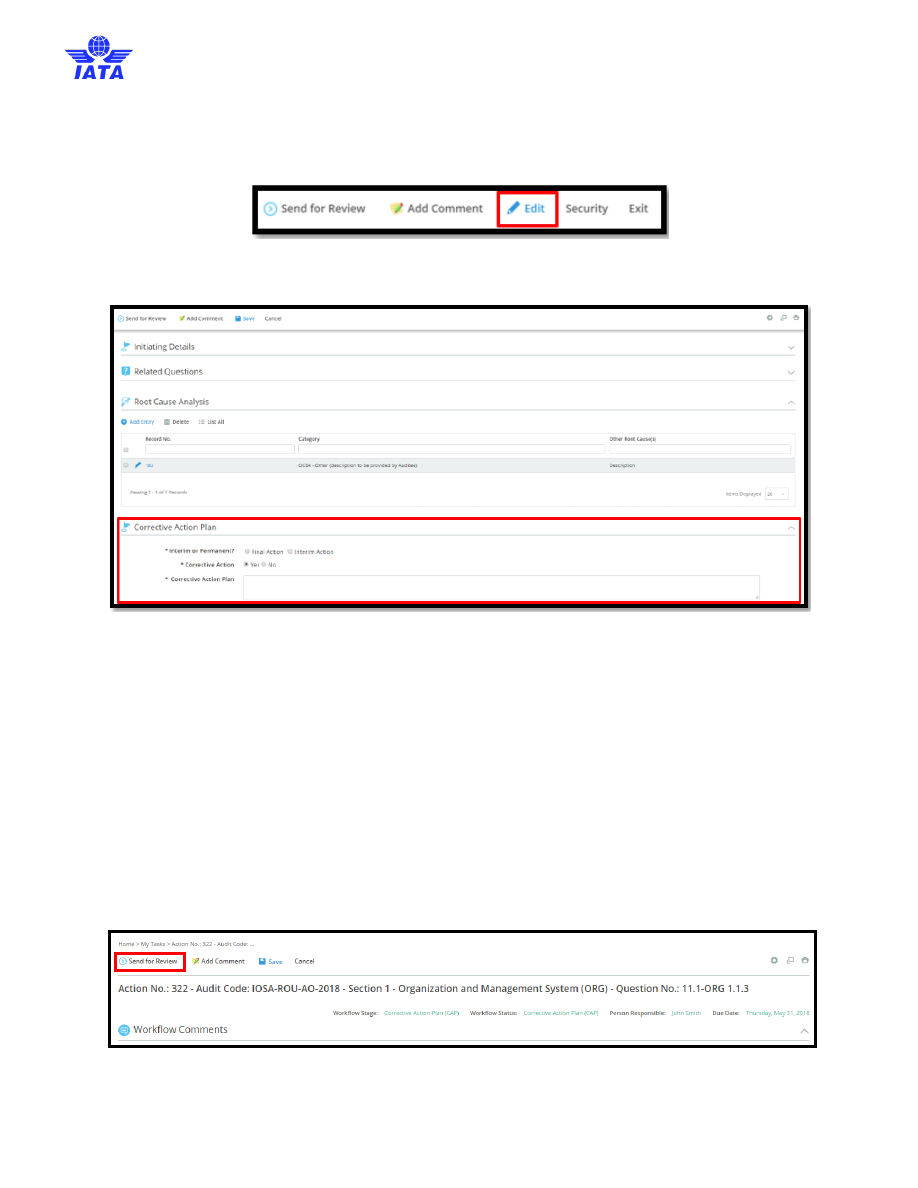 IATA
Send for Review Add Comment Edit Security Exit
Send for Review Add Comment Save Cancel
Initiating Details
? Related Questions
Root Cause Analysis
Add Entry Delete List All
Record No. Category Other Root Cause(s)
Other (description to be provided by Auditee) Description
Viewing 1 - 1 of 1 Records Items Displayed 20
Corrective Action Plan
* Interim or Permanent? Final Action Interim Action
* Corrective Action Yes No
* Corrective Action Plan
Home > My Tasks > Action No.: 322 - Audit Code: ...
Send for Review Add Comment Save Cancel
Action No.: 322 - Audit Code: IOSA-ROU-AO-2018 - Section 1 - Organization and Management System (ORG) - Question No.: 11.1-ORG 1.1.3
Workflow Stage: Corrective Action Plan (CAP) Workflow Status: Corrective Action Plan (CAP) Person Responsible: John Smith Due Date: Thursday, May 31, 2018
Workflow Comments